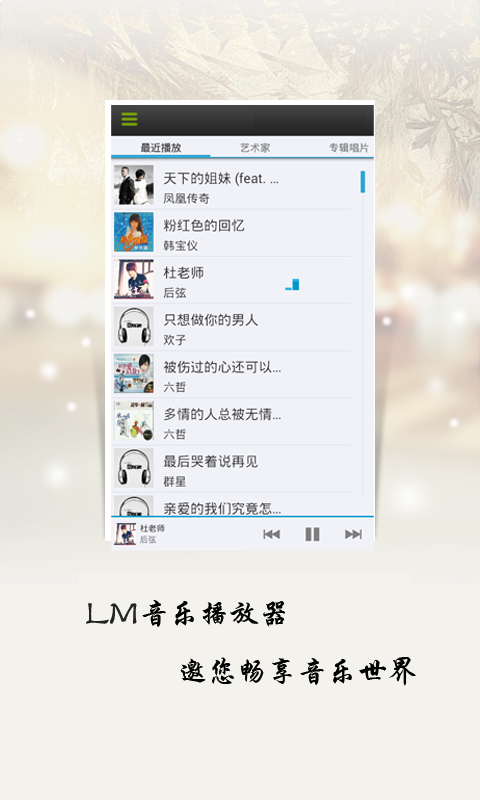 最近播放
艺术家
专辑唱片
天下的姐妹 (feat. ...
凤凰传奇
粉红色的回忆
韩宝仪
杜老师
后弦
只想做你的男人
欢子
被伤过的心还可以...
六哲
多情的人总被无情...
六哲
最后哭着说再见
群星
亲爱的我们究竟怎...
杜老师
后弦
LM音乐播放器
邀您畅享音乐世界